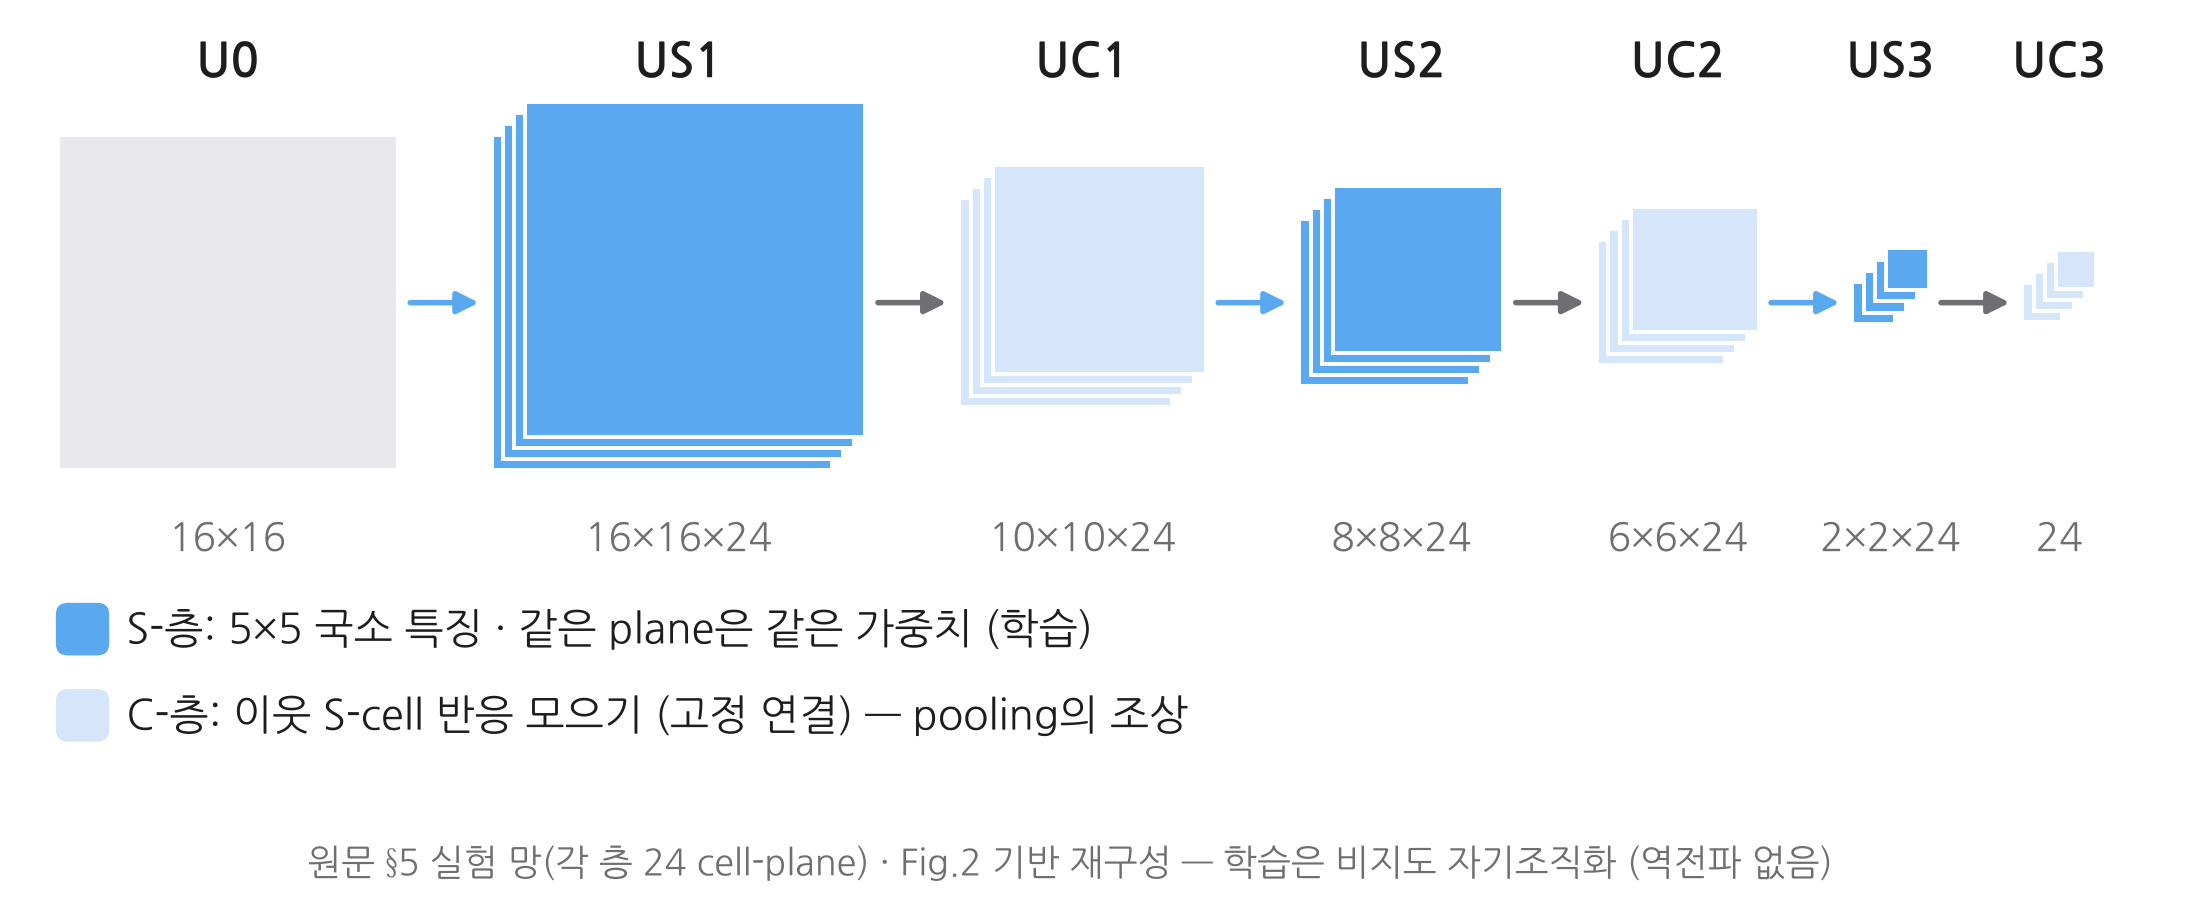 U0 US1 UC1 US2 UC2 US3 UC3
16×16 16×16×24 10×10×24 8×8×24 6×6×24 2×2×24 24
S-층: 5×5 국소 특징 · 같은 plane은 같은 가중치 (학습)
C-층: 이웃 S-cell 반응 모으기 (고정 연결) — pooling의 조상
원문 §5 실험 망(각 층 24 cell-plane) · Fig.2 기반 재구성 — 학습은 비지도 자기조직화 (역전파 없음)